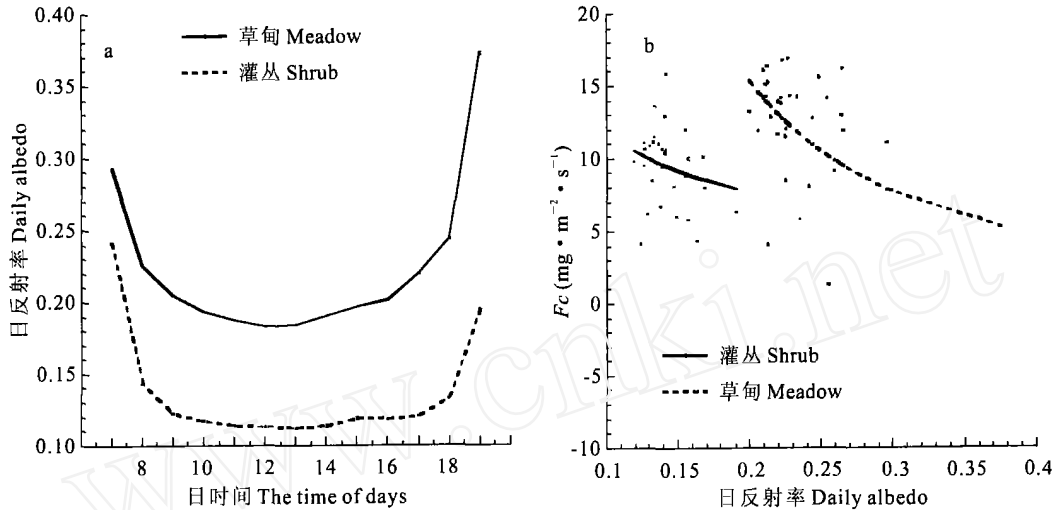 a
草甸 Meadow
灌丛 Shrub
0.40
0.35
0.30
0.25
0.20
0.15
0.10
日反射率 Daily albedo
8 10 12 14 16 18
日时间 The time of days
b
20
15
10
5
0
-5
-10
Fc (mg • m⁻² • s⁻¹)
灌丛 Shrub
草甸 Meadow
0.1 0.15 0.2 0.25 0.3 0.35 0.4
日反射率 Daily albedo
www.cnki.net